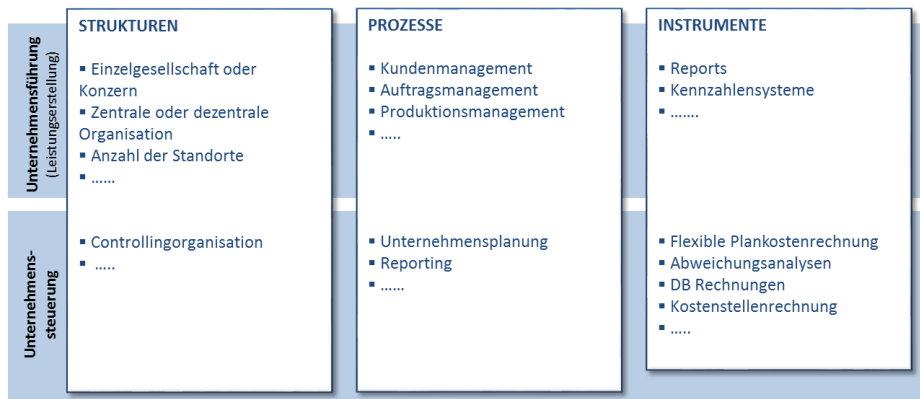 STRUKTUREN
PROZESSE
INSTRUMENTE
Unternehmensführung
(Leistungserstellung)
▪ Einzelgesellschaft oder
Konzern
▪ Zentrale oder dezentrale
Organisation
▪ Anzahl der Standorte
▪ ......
▪ Kundenmanagement
▪ Auftragsmanagement
▪ Produktionsmanagement
▪ .....
▪ Reports
▪ Kennzahlensysteme
▪ .......
Unternehmens-
steuerung
▪ Controllingorganisation
▪ .....
▪ Unternehmensplanung
▪ Reporting
▪ ......
▪ Flexible Plankostenrechnung
▪ Abweichungsanalysen
▪ DB Rechnungen
▪ Kostenstellenrechnung
▪ .....